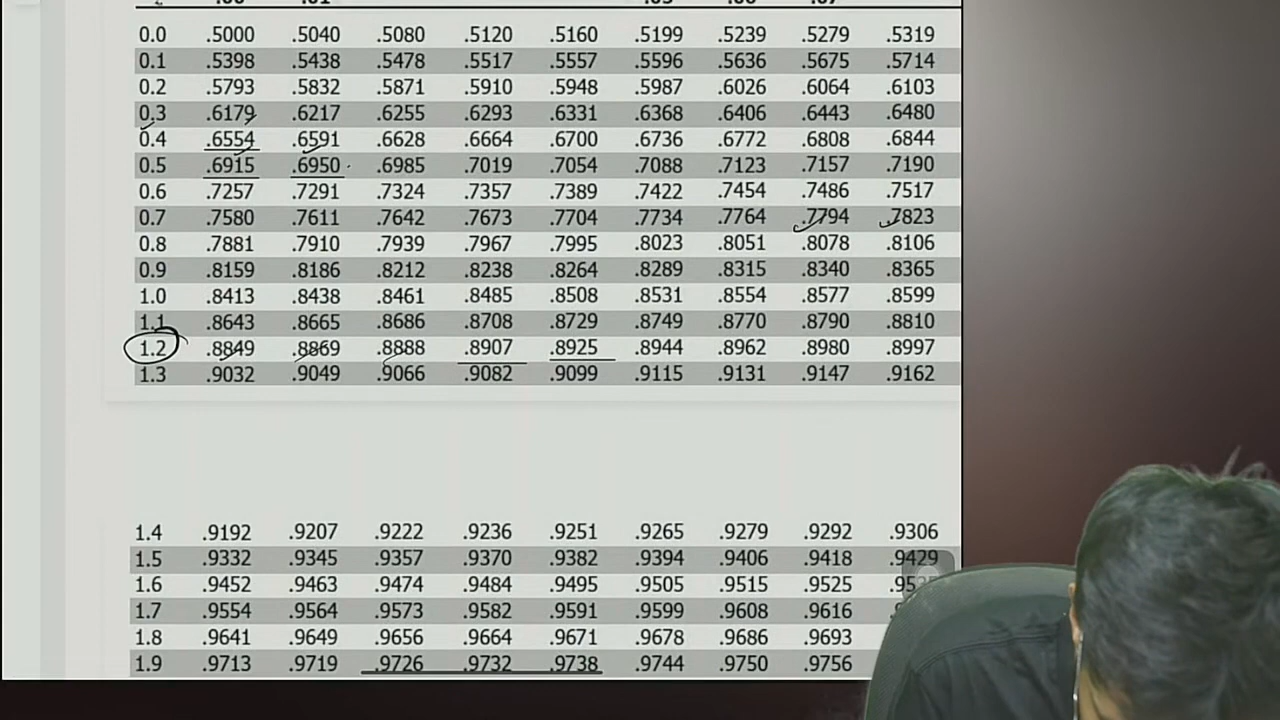 0.0 .5000 .5040 .5080 .5120 .5160 .5199 .5239 .5279 .5319
0.1 .5398 .5438 .5478 .5517 .5557 .5596 .5636 .5675 .5714
0.2 .5793 .5832 .5871 .5910 .5948 .5987 .6026 .6064 .6103
0.3 .6179 .6217 .6255 .6293 .6331 .6368 .6406 .6443 .6480
0.4 .6554 .6591 .6628 .6664 .6700 .6736 .6772 .6808 .6844
0.5 .6915 .6950 .6985 .7019 .7054 .7088 .7123 .7157 .7190
0.6 .7257 .7291 .7324 .7357 .7389 .7422 .7454 .7486 .7517
0.7 .7580 .7611 .7642 .7673 .7704 .7734 .7764 .7794 .7823
0.8 .7881 .7910 .7939 .7967 .7995 .8023 .8051 .8078 .8106
0.9 .8159 .8186 .8212 .8238 .8264 .8289 .8315 .8340 .8365
1.0 .8413 .8438 .8461 .8485 .8508 .8531 .8554 .8577 .8599
1.1 .8643 .8665 .8686 .8708 .8729 .8749 .8770 .8790 .8810
1.2 .8849 .8869 .8888 .8907 .8925 .8944 .8962 .8980 .8997
1.3 .9032 .9049 .9066 .9082 .9099 .9115 .9131 .9147 .9162
1.4 .9192 .9207 .9222 .9236 .9251 .9265 .9279 .9292 .9306
1.5 .9332 .9345 .9357 .9370 .9382 .9394 .9406 .9418 .9429
1.6 .9452 .9463 .9474 .9484 .9495 .9505 .9515 .9525
1.7 .9554 .9564 .9573 .9582 .9591 .9599 .9608 .9616
1.8 .9641 .9649 .9656 .9664 .9671 .9678 .9686 .9693
1.9 .9713 .9719 .9726 .9732 .9738 .9744 .9750 .9756